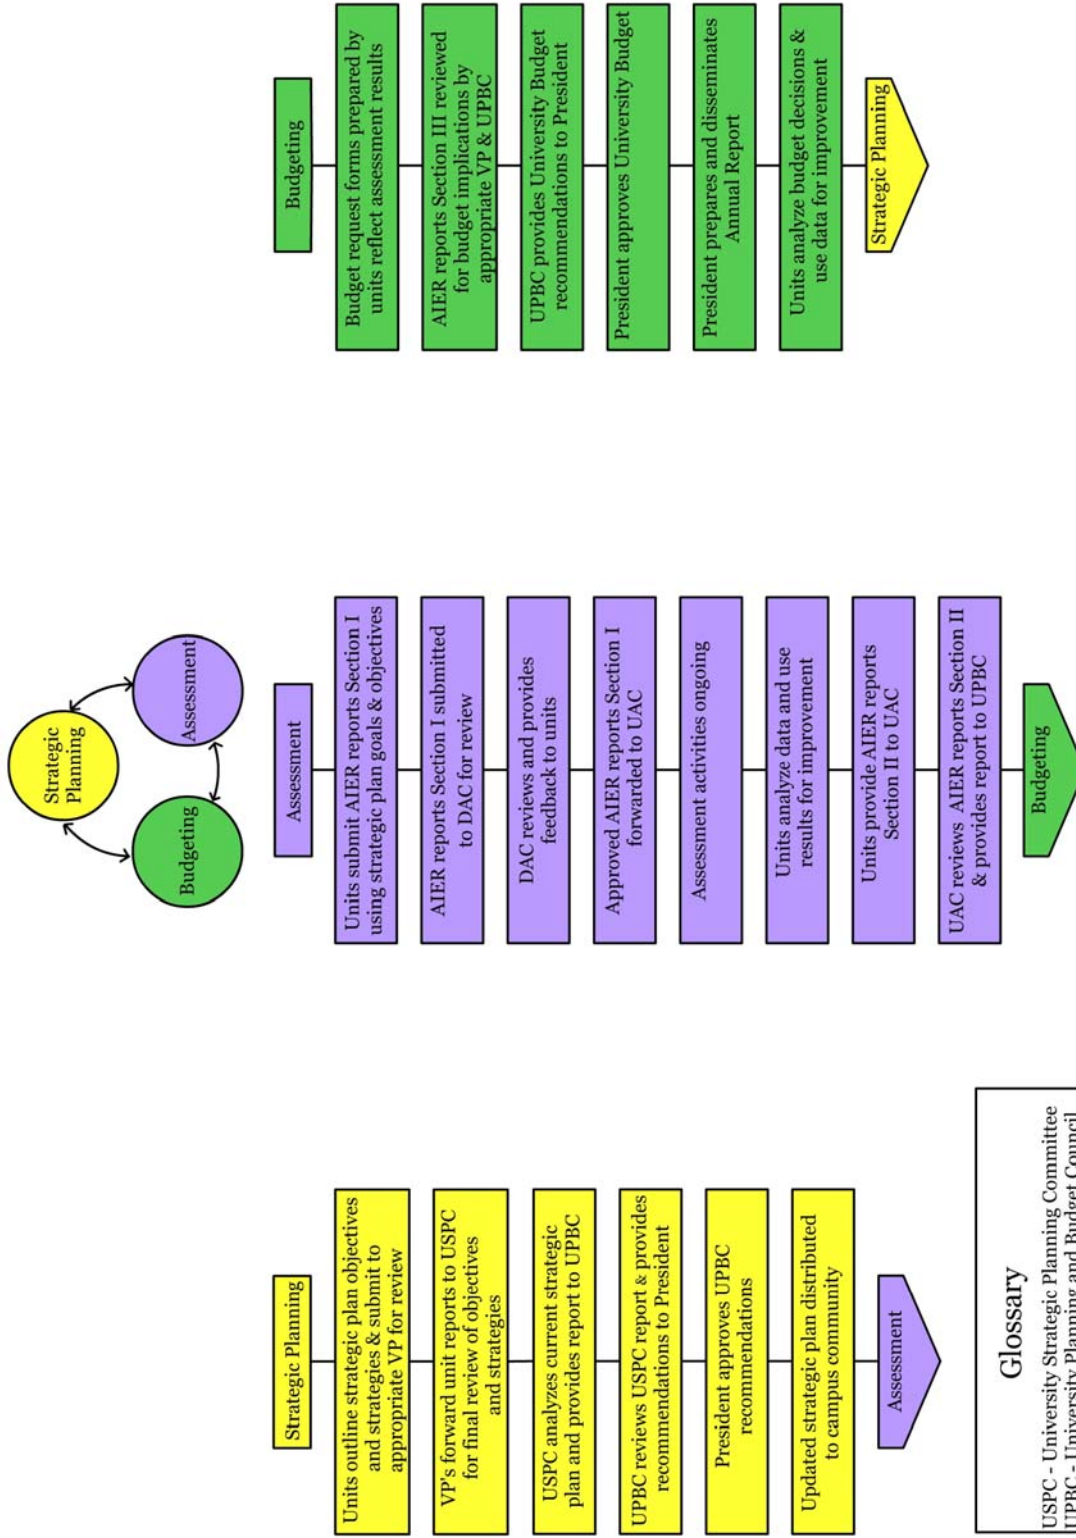 Strategic
Planning
Budgeting
Assessment
Strategic Planning
Units outline strategic plan objectives
and strategies & submit to
appropriate VP for review
VP's forward unit reports to USPC
for final review of objectives
and strategies
USPC analyzes current strategic
plan and provides report to UPBC
UPBC reviews USPC report & provides
recommendations to President
President approves UPBC
recommendations
Updated strategic plan distributed
to campus community
Assessment
Assessment
Units submit AIER reports Section I
using strategic plan goals & objectives
AIER reports Section I submitted
to DAC for review
DAC reviews and provides
feedback to units
Approved AIER reports Section I
forwarded to UAC
Assessment activities ongoing
Units analyze data and use
results for improvement
Units provide AIER reports
Section II to UAC
UAC reviews AIER reports Section II
& provides report to UPBC
Budgeting
Budgeting
Budget request forms prepared by
units reflect assessment results
AIER reports Section III reviewed
for budget implications by
appropriate VP & UPBC
UPBC provides University Budget
recommendations to President
President approves University Budget
President prepares and disseminates
Annual Report
Units analyze budget decisions &
use data for improvement
Strategic Planning
Glossary
USPC - University Strategic Planning Committee
UPBC - University Planning and Budget Council